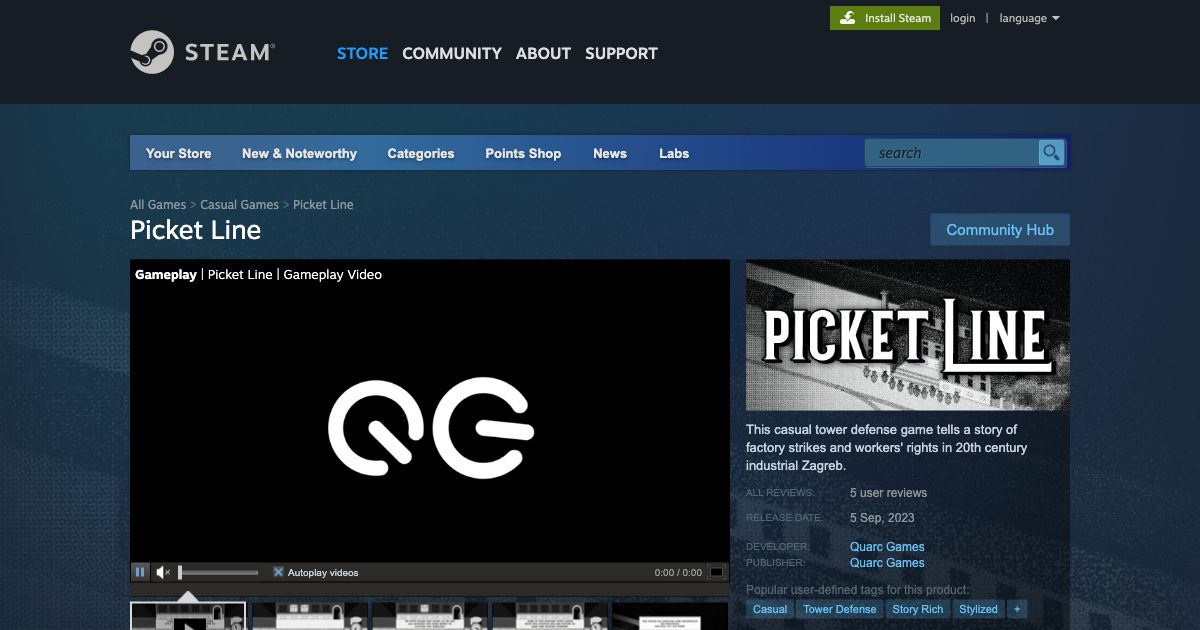 Install Steam login | language
STEAM®
STORE COMMUNITY ABOUT SUPPORT
Your Store New & Noteworthy Categories Points Shop News Labs search
All Games > Casual Games > Picket Line
Picket Line
Community Hub
Gameplay | Picket Line | Gameplay Video
Autoplay videos 0:00 / 0:00
PICKET LINE
This casual tower defense game tells a story of
factory strikes and workers' rights in 20th century
industrial Zagreb.
ALL REVIEWS: 5 user reviews
RELEASE DATE: 5 Sep, 2023
DEVELOPER: Quarc Games
PUBLISHER: Quarc Games
Popular user-defined tags for this product:
Casual Tower Defense Story Rich Stylized +